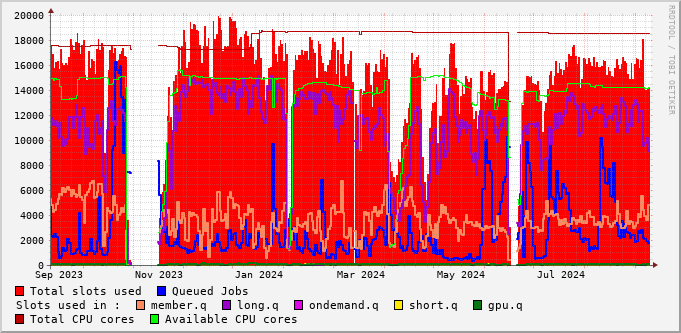 20000
18000
16000
14000
12000
10000
8000
6000
4000
2000
0
Sep 2023 Nov 2023 Jan 2024 Mar 2024 May 2024 Jul 2024
RRDTOOL / TOBI OETIKER
Total slots used Queued Jobs
Slots used in : member.q long.q ondemand.q short.q gpu.q
Total CPU cores Available CPU cores